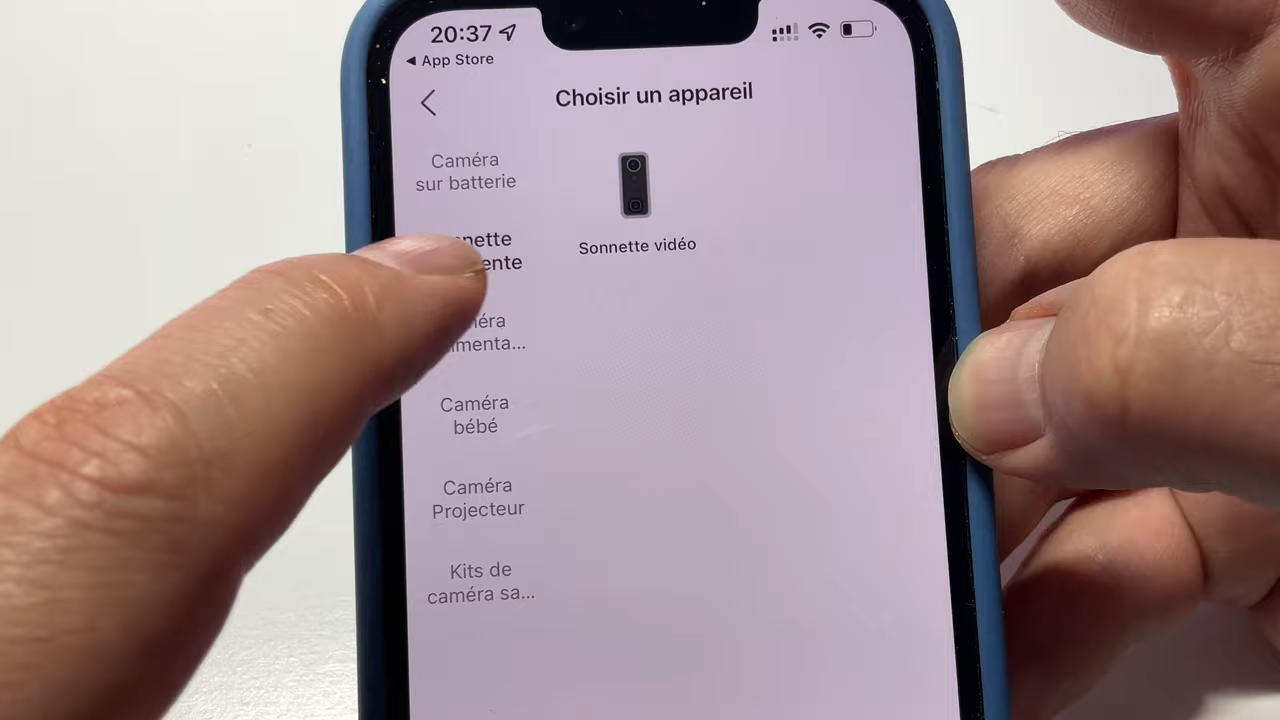 20:37
◀ App Store
Choisir un appareil
Caméra
sur batterie
Sonnette vidéo
Caméra
bébé
Caméra
Projecteur
Kits de
caméra sa...